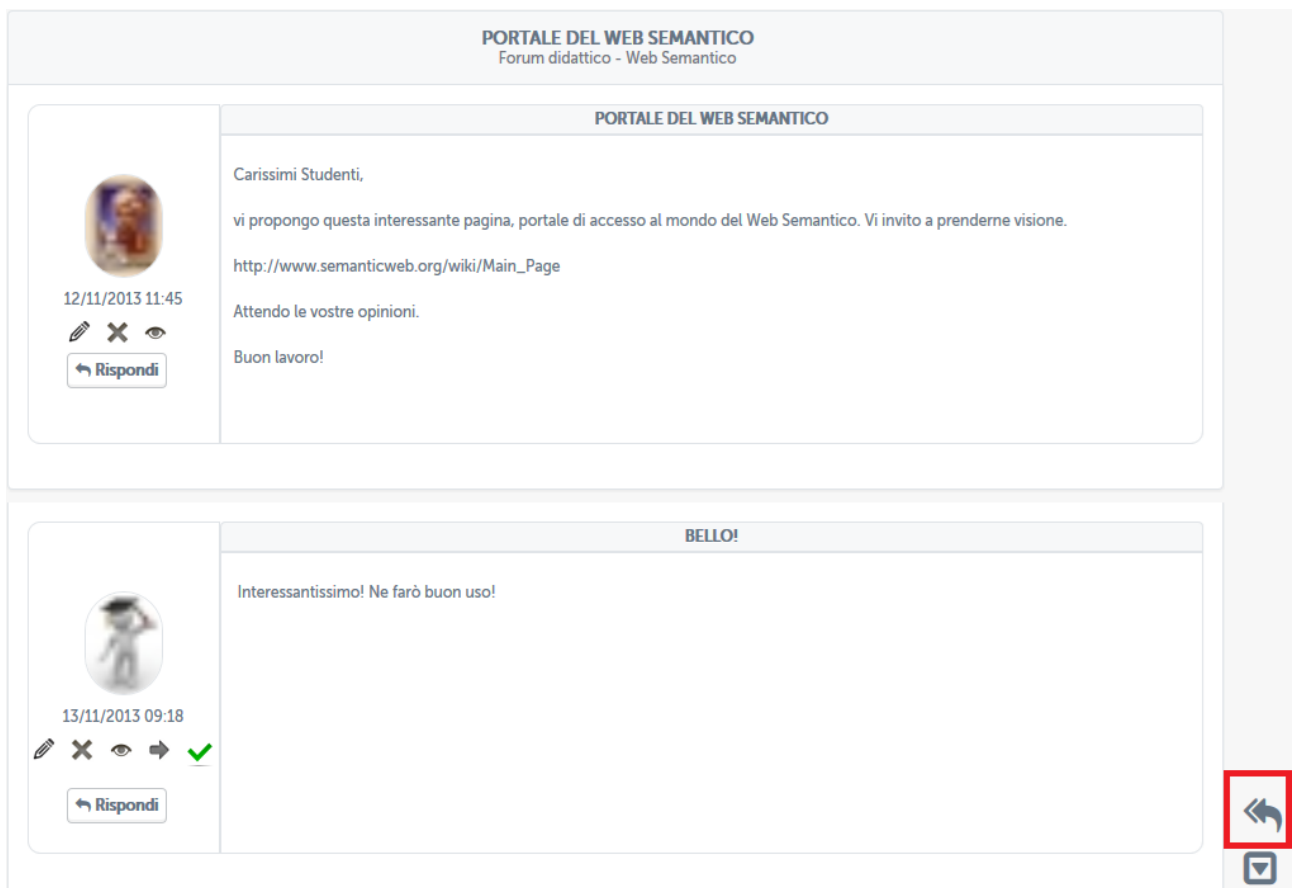 PORTALE DEL WEB SEMANTICO
Forum didattico - Web Semantico
PORTALE DEL WEB SEMANTICO
Carissimi Studenti,
vi propongo questa interessante pagina, portale di accesso al mondo del Web Semantico. Vi invito a prenderne visione.
http://www.semanticweb.org/wiki/Main_Page
Attendo le vostre opinioni.
Buon lavoro!
12/11/2013 11:45
Rispondi
BELLO!
Interessantissimo! Ne farò buon uso!
13/11/2013 09:18
Rispondi